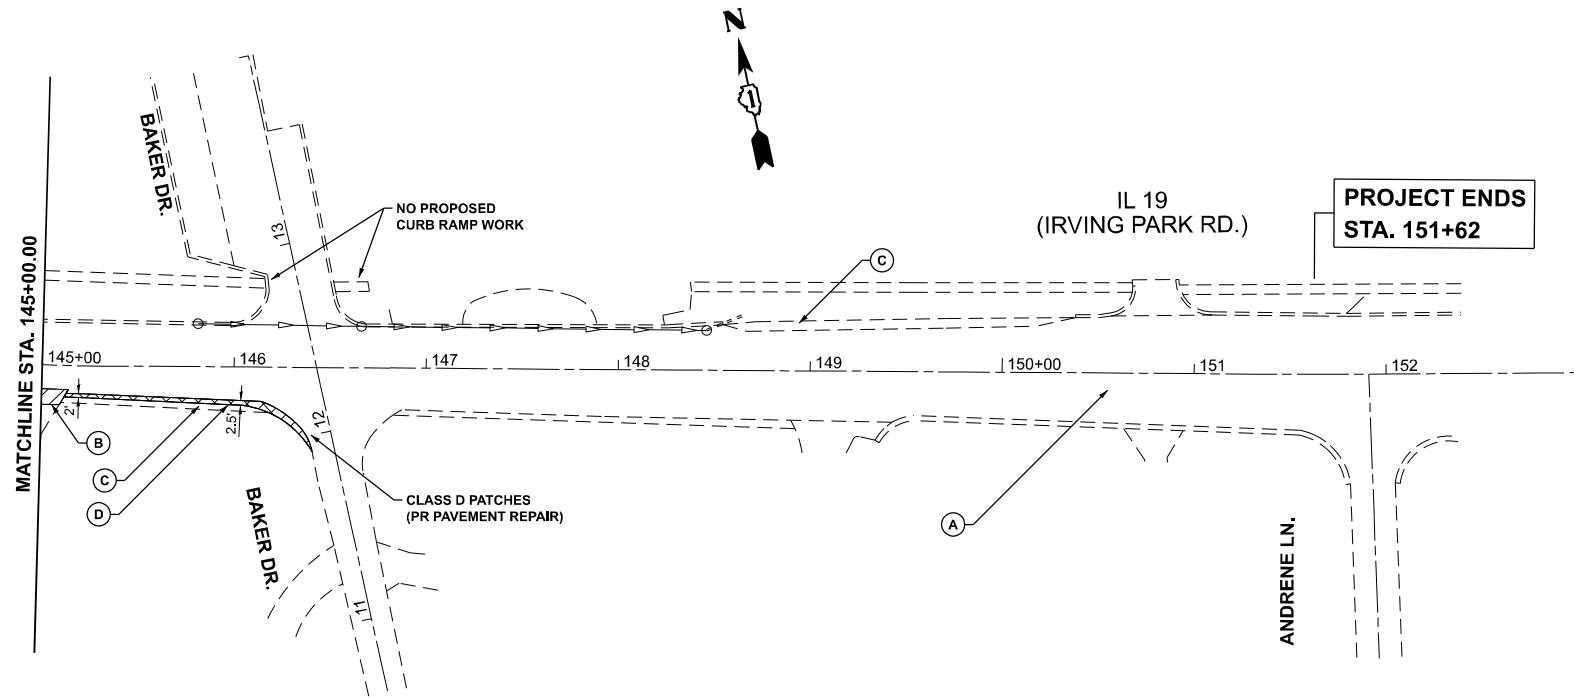 N
1
BAKER DR.
NO PROPOSED
CURB RAMP WORK
IL 19
(IRVING PARK RD.)
PROJECT ENDS
STA. 151+62
13
C
MATCHLINE STA. 145+00.00
145+00
146
147
148
149
150+00
151
152
2'
2.5'
12
B
C
D
CLASS D PATCHES
(PR PAVEMENT REPAIR)
A
BAKER DR.
11
ANDRENE LN.